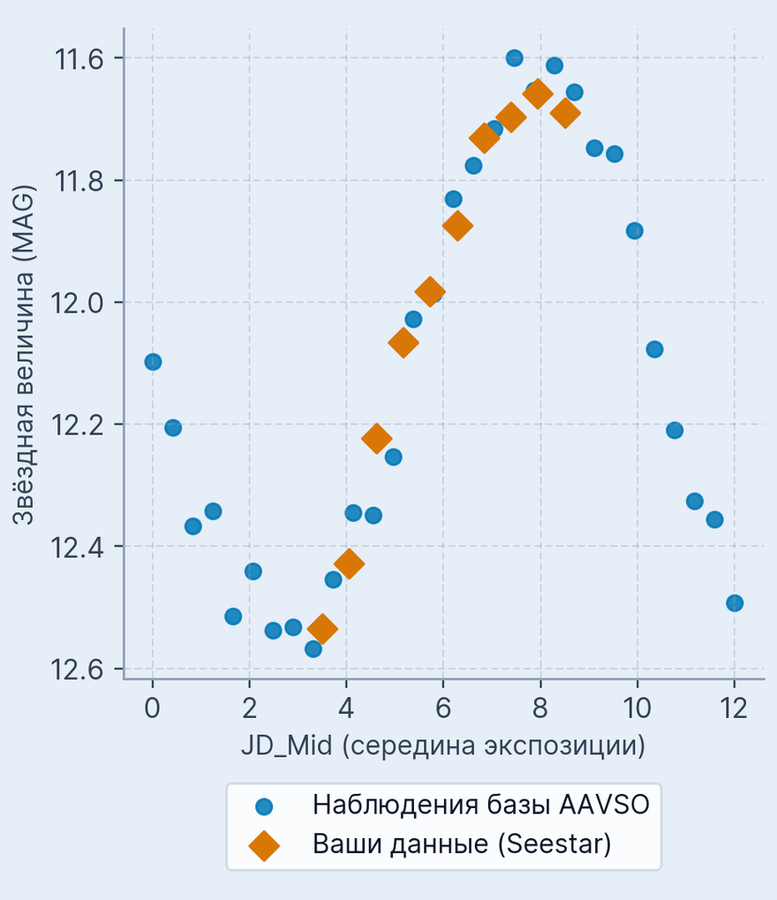 11.6
11.8
12.0
12.2
12.4
12.6
Звёздная величина (MAG)
0 2 4 6 8 10 12
JD_Mid (середина экспозиции)
Наблюдения базы AAVSO
Ваши данные (Seestar)